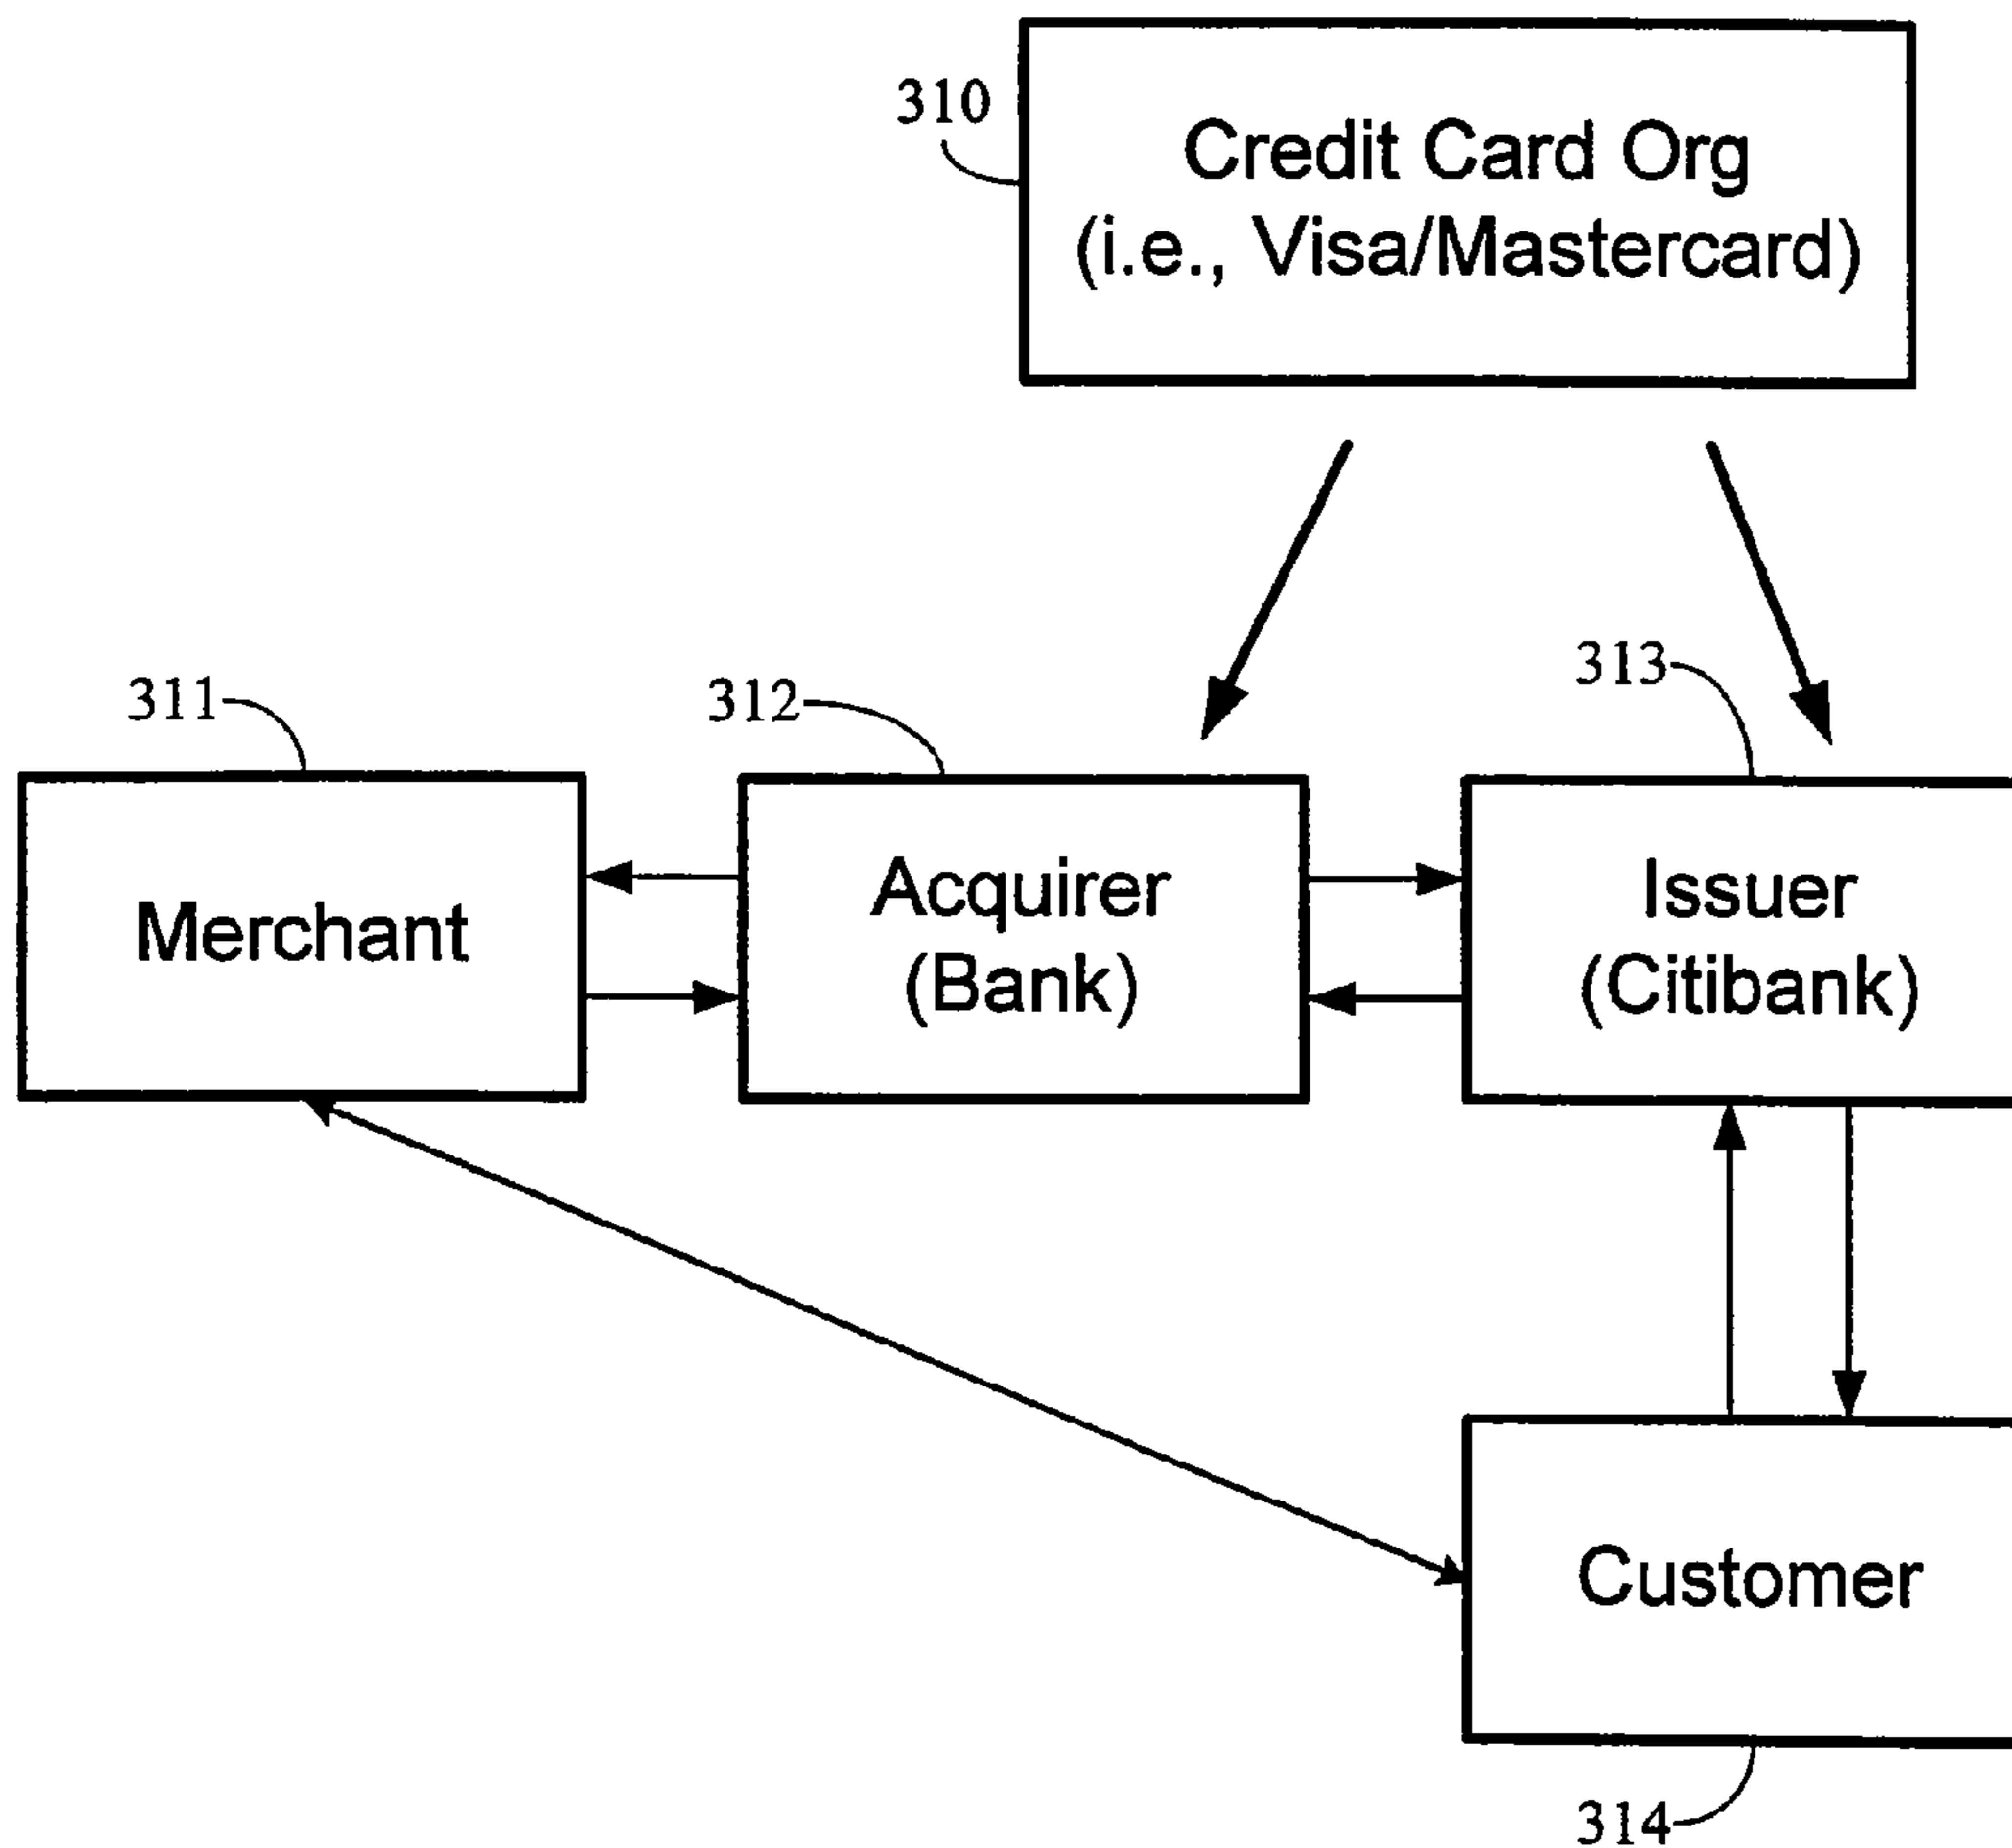 310
Credit Card Org
(i.e., Visa/Mastercard)
311
312
313
Merchant
Acquirer
(Bank)
Issuer
(Citibank)
Customer
314